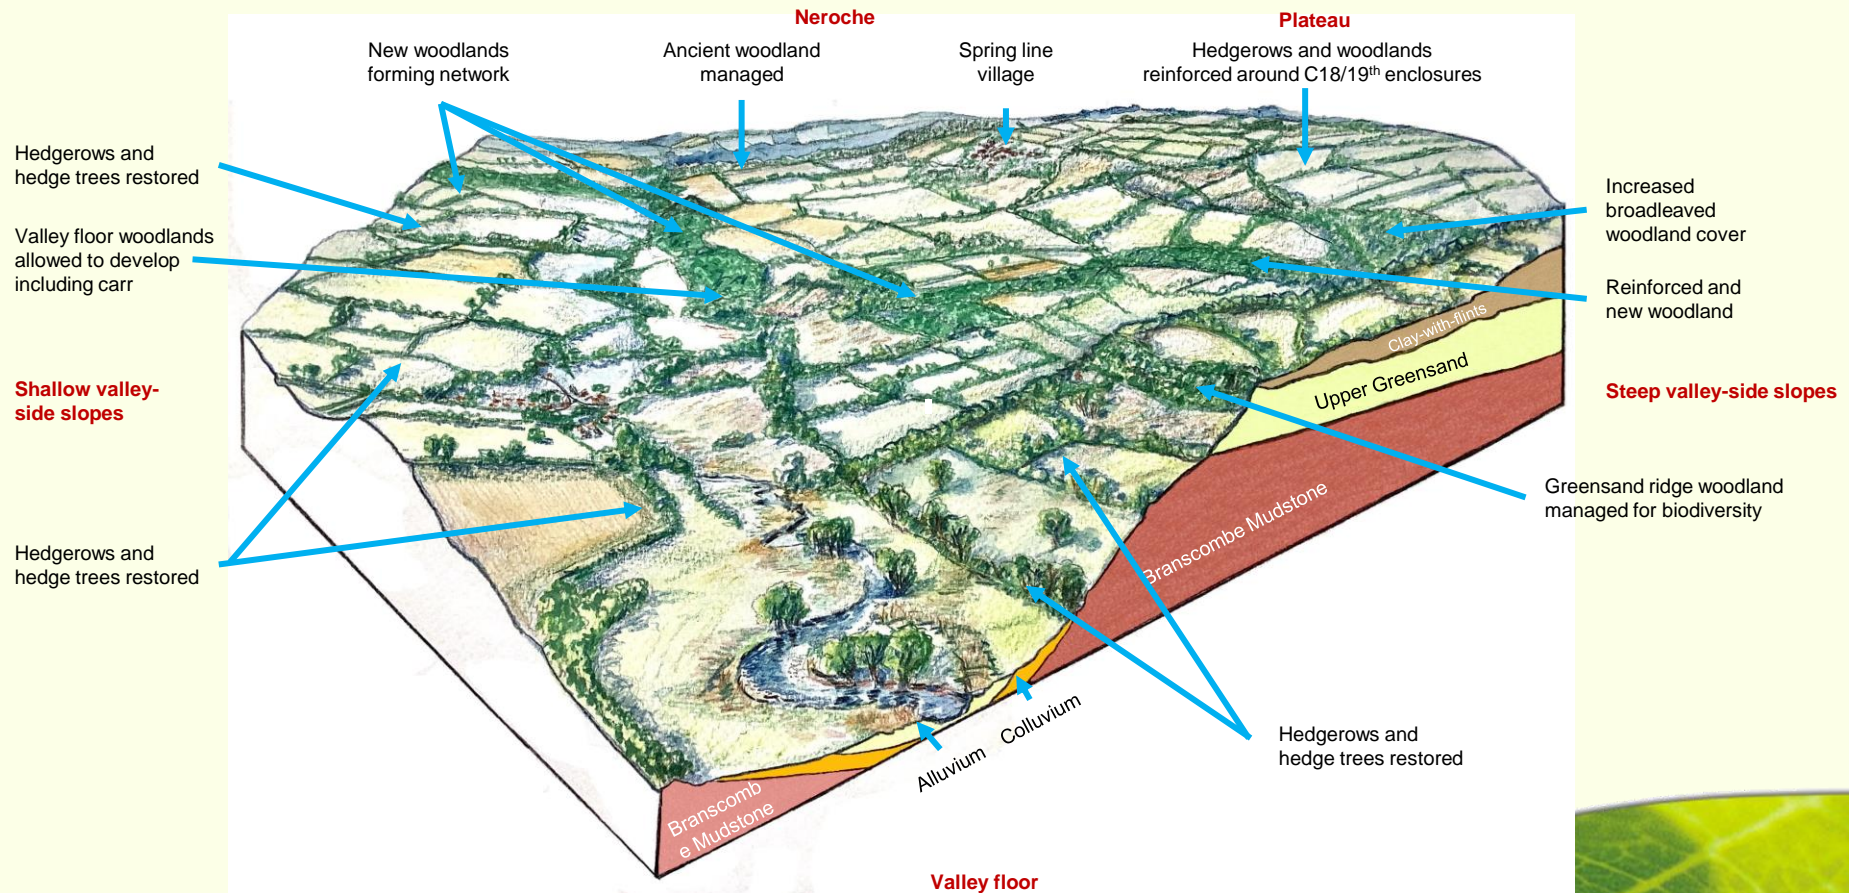 Neroche
Plateau
New woodlands
forming network
Ancient woodland
managed
Spring line
village
Hedgerows and woodlands
reinforced around C18/19th enclosures
Hedgerows and
hedge trees restored
Valley floor woodlands
allowed to develop
including carr
Increased
broadleaved
woodland cover
Reinforced and
new woodland
Clay-with-flints
Upper Greensand
Shallow valley-
side slopes
Steep valley-side slopes
Branscombe Mudstone
Greensand ridge woodland
managed for biodiversity
Hedgerows and
hedge trees restored
Hedgerows and
hedge trees restored
Colluvium
Alluvium
Branscomb
e Mudstone
Valley floor